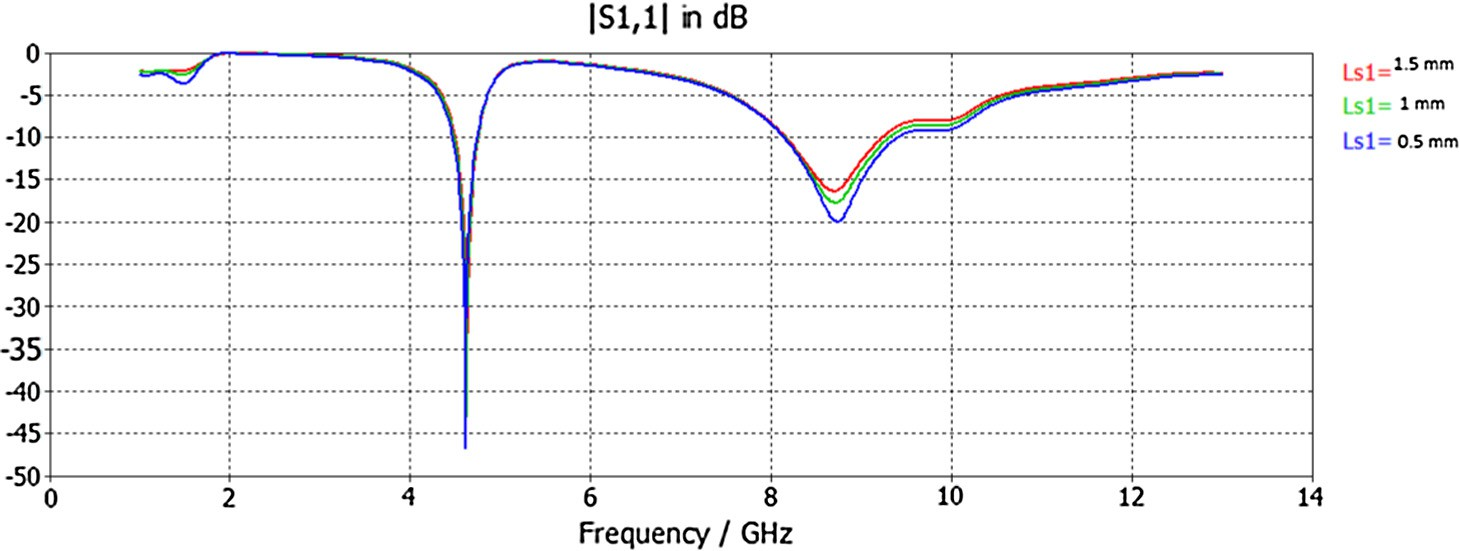 |S1,1| in dB
0
-5
-10
-15
-20
-25
-30
-35
-40
-45
-50
0 2 4 6 8 10 12 14
Frequency / GHz
Ls1= 1.5 mm
Ls1= 1 mm
Ls1= 0.5 mm